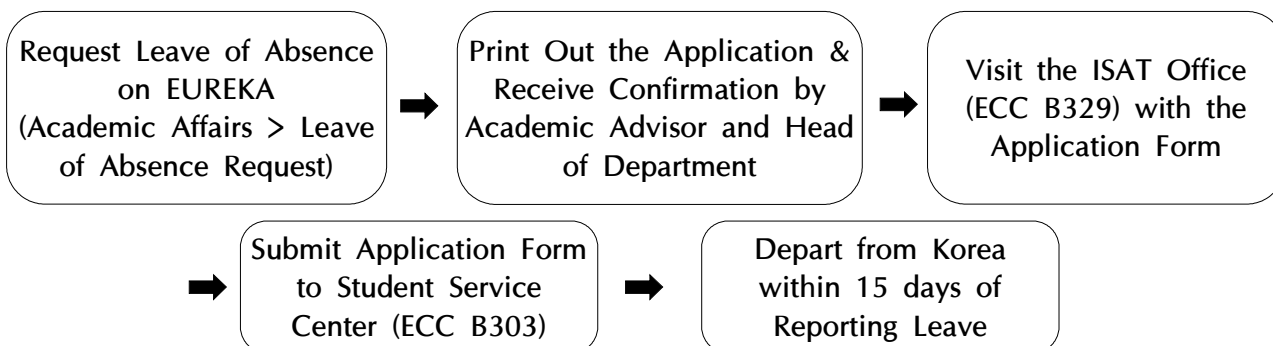 Request Leave of Absence
on EUREKA
(Academic Affairs > Leave
of Absence Request)
Print Out the Application &
Receive Confirmation by
Academic Advisor and Head
of Department
Visit the ISAT Office
(ECC B329) with the
Application Form
Submit Application Form
to Student Service
Center (ECC B303)
Depart from Korea
within 15 days of
Reporting Leave